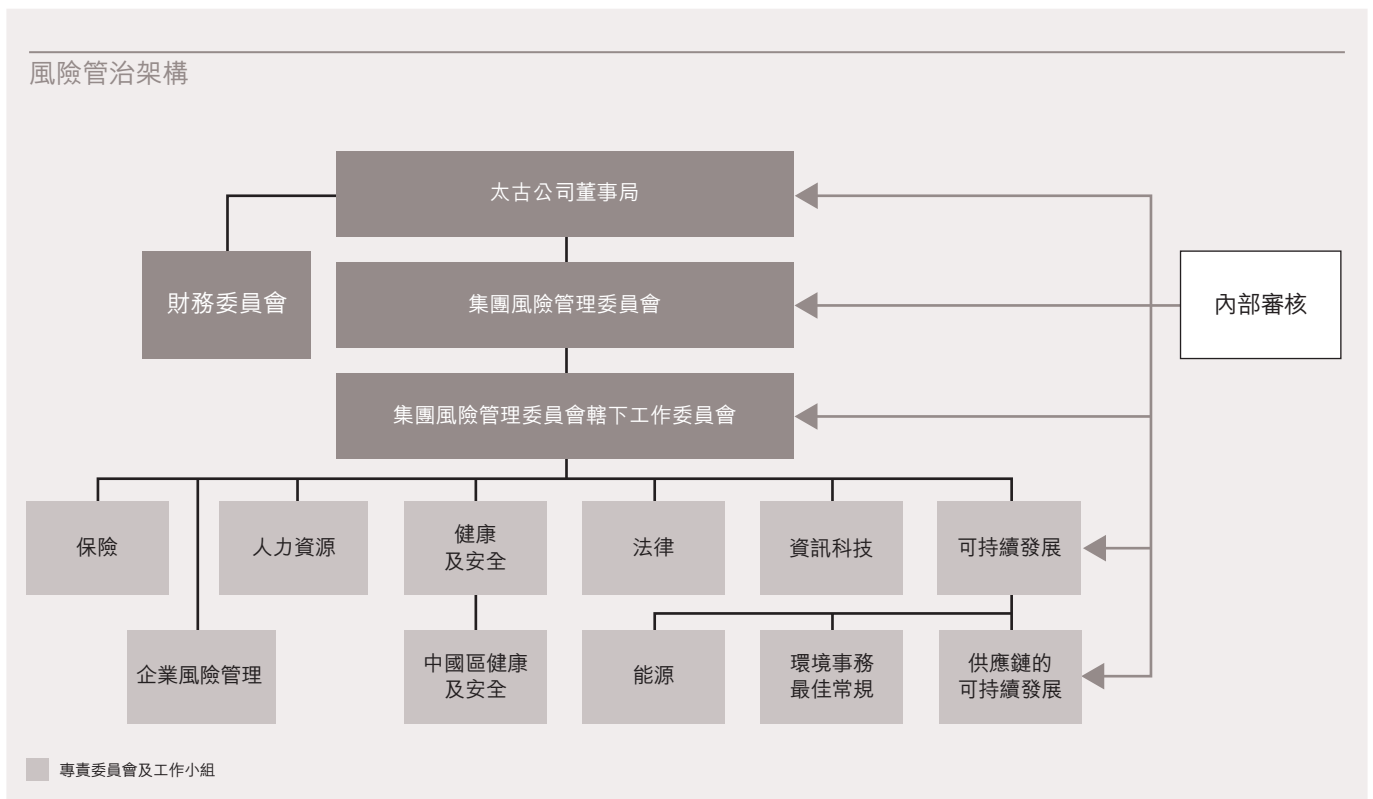 風險管治架構
太古公司董事局
財務委員會
集團風險管理委員會
內部審核
集團風險管理委員會轄下工作委員會
保險
人力資源
健康
及安全
法律
資訊科技
可持續發展
企業風險管理
中國區健康
及安全
能源
環境事務
最佳常規
供應鏈的
可持續發展
專責委員會及工作小組